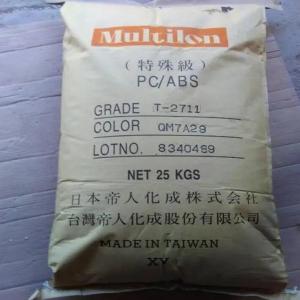 Multilon
(特殊級)
PC/ABS
GRADE T-2711
COLOR QM7A29
LOTNO. 8340489
NET 25 KGS
日本帝人化成株式会社
台灣帝人化成股份有限公司
MADE IN TAIWAN
XV